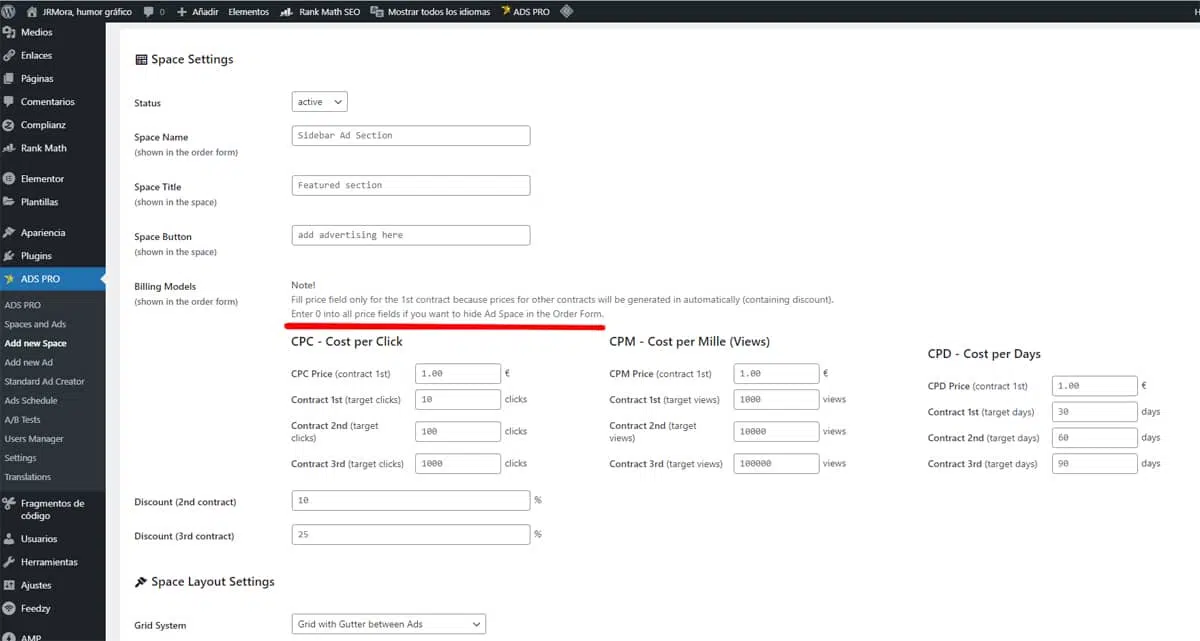 JRMora, humor gráfico 0 + Añadir Elementos Rank Math SEO Mostrar todos los idiomas ADS PRO H
Medios
Enlaces
Páginas
Comentarios
Complianz
Rank Math
Elementor
Plantillas
Apariencia
Plugins
ADS PRO
ADS PRO
Spaces and Ads
Add new Space
Add new Ad
Standard Ad Creator
Ads Schedule
A/B Tests
Users Manager
Settings
Translations
Fragmentos de
código
Usuarios
Herramientas
Ajustes
Feedzy
AMP
Space Settings
Status
active
Space Name
(shown in the order form)
Sidebar Ad Section
Space Title
(shown in the space)
Featured section
Space Button
(shown in the space)
add advertising here
Billing Models
(shown in the order form)
Note!
Fill price field only for the 1st contract because prices for other contracts will be generated in automatically (containing discount).
Enter 0 into all price fields if you want to hide Ad Space in the Order Form.
CPC - Cost per Click
CPC Price (contract 1st) 1.00 €
Contract 1st (target clicks) 10 clicks
Contract 2nd (target
clicks) 100 clicks
Contract 3rd (target clicks) 1000 clicks
CPM - Cost per Mille (Views)
CPM Price (contract 1st) 1.00 €
Contract 1st (target views) 1000 views
Contract 2nd (target
views) 10000 views
Contract 3rd (target views) 100000 views
CPD - Cost per Days
CPD Price (contract 1st) 1.00 €
Contract 1st (target days) 30 days
Contract 2nd (target days) 60 days
Contract 3rd (target days) 90 days
Discount (2nd contract) 10 %
Discount (3rd contract) 25 %
Space Layout Settings
Grid System
Grid with Gutter between Ads